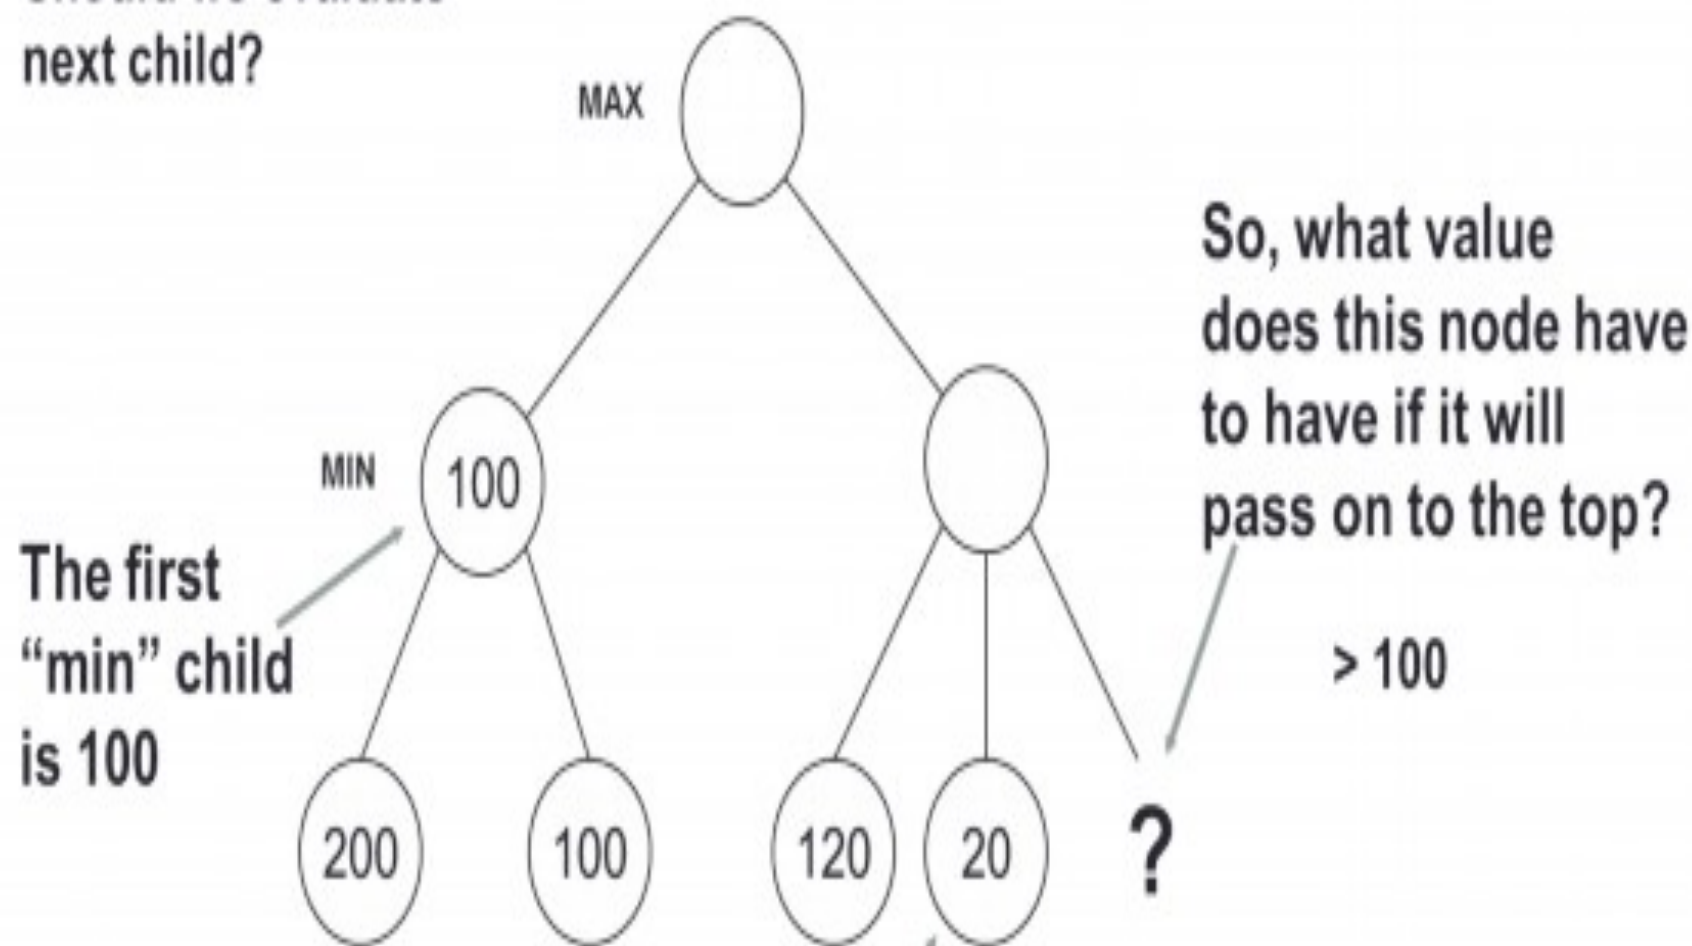 next child?
MAX
So, what value
does this node have
to have if it will
pass on to the top?
MIN
100
The first
“min” child
is 100
> 100
200
100
120
20
?